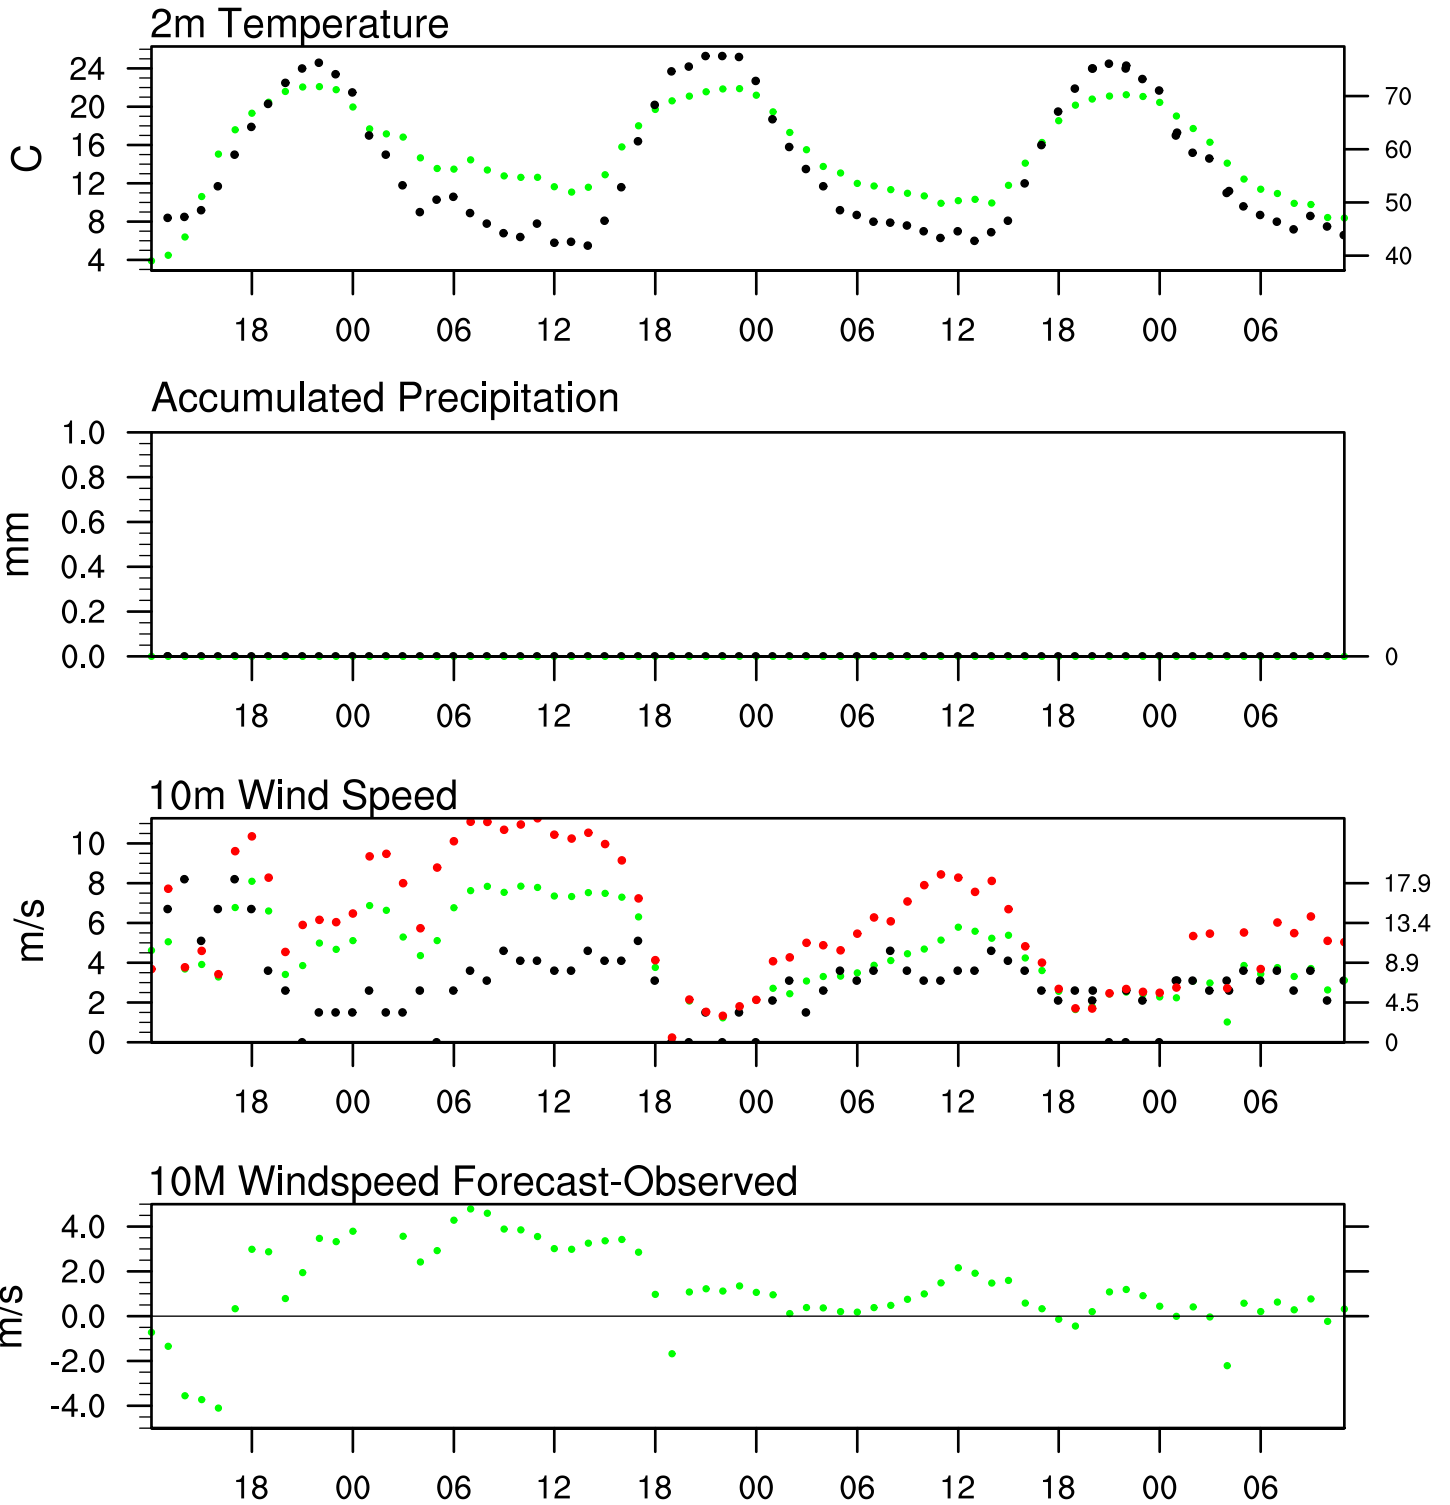 2m Temperature
24
20
16
12
8
4
C
70
60
50
40
18 00 06 12 18 00 06 12 18 00 06
Accumulated Precipitation
1.0
0.8
0.6
0.4
0.2
0.0
mm
0
18 00 06 12 18 00 06 12 18 00 06
10m Wind Speed
10
8
6
4
2
0
m/s
17.9
13.4
8.9
4.5
0
18 00 06 12 18 00 06 12 18 00 06
10M Windspeed Forecast-Observed
4.0
2.0
0.0
-2.0
-4.0
m/s
18 00 06 12 18 00 06 12 18 00 06